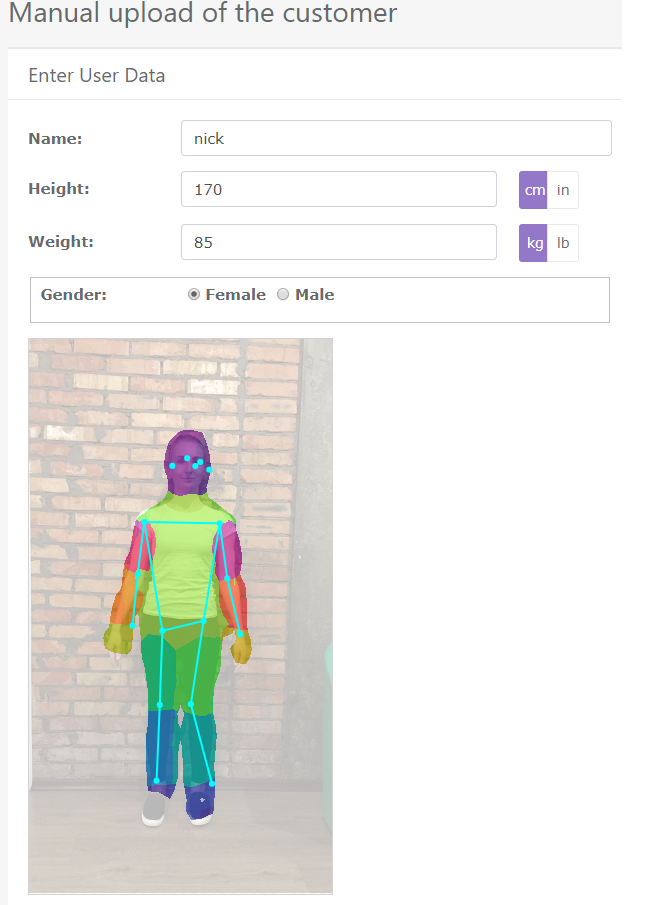 Manual upload of the customer
Enter User Data
Name: nick
Height: 170 cm in
Weight: 85 kg lb
Gender: Female Male